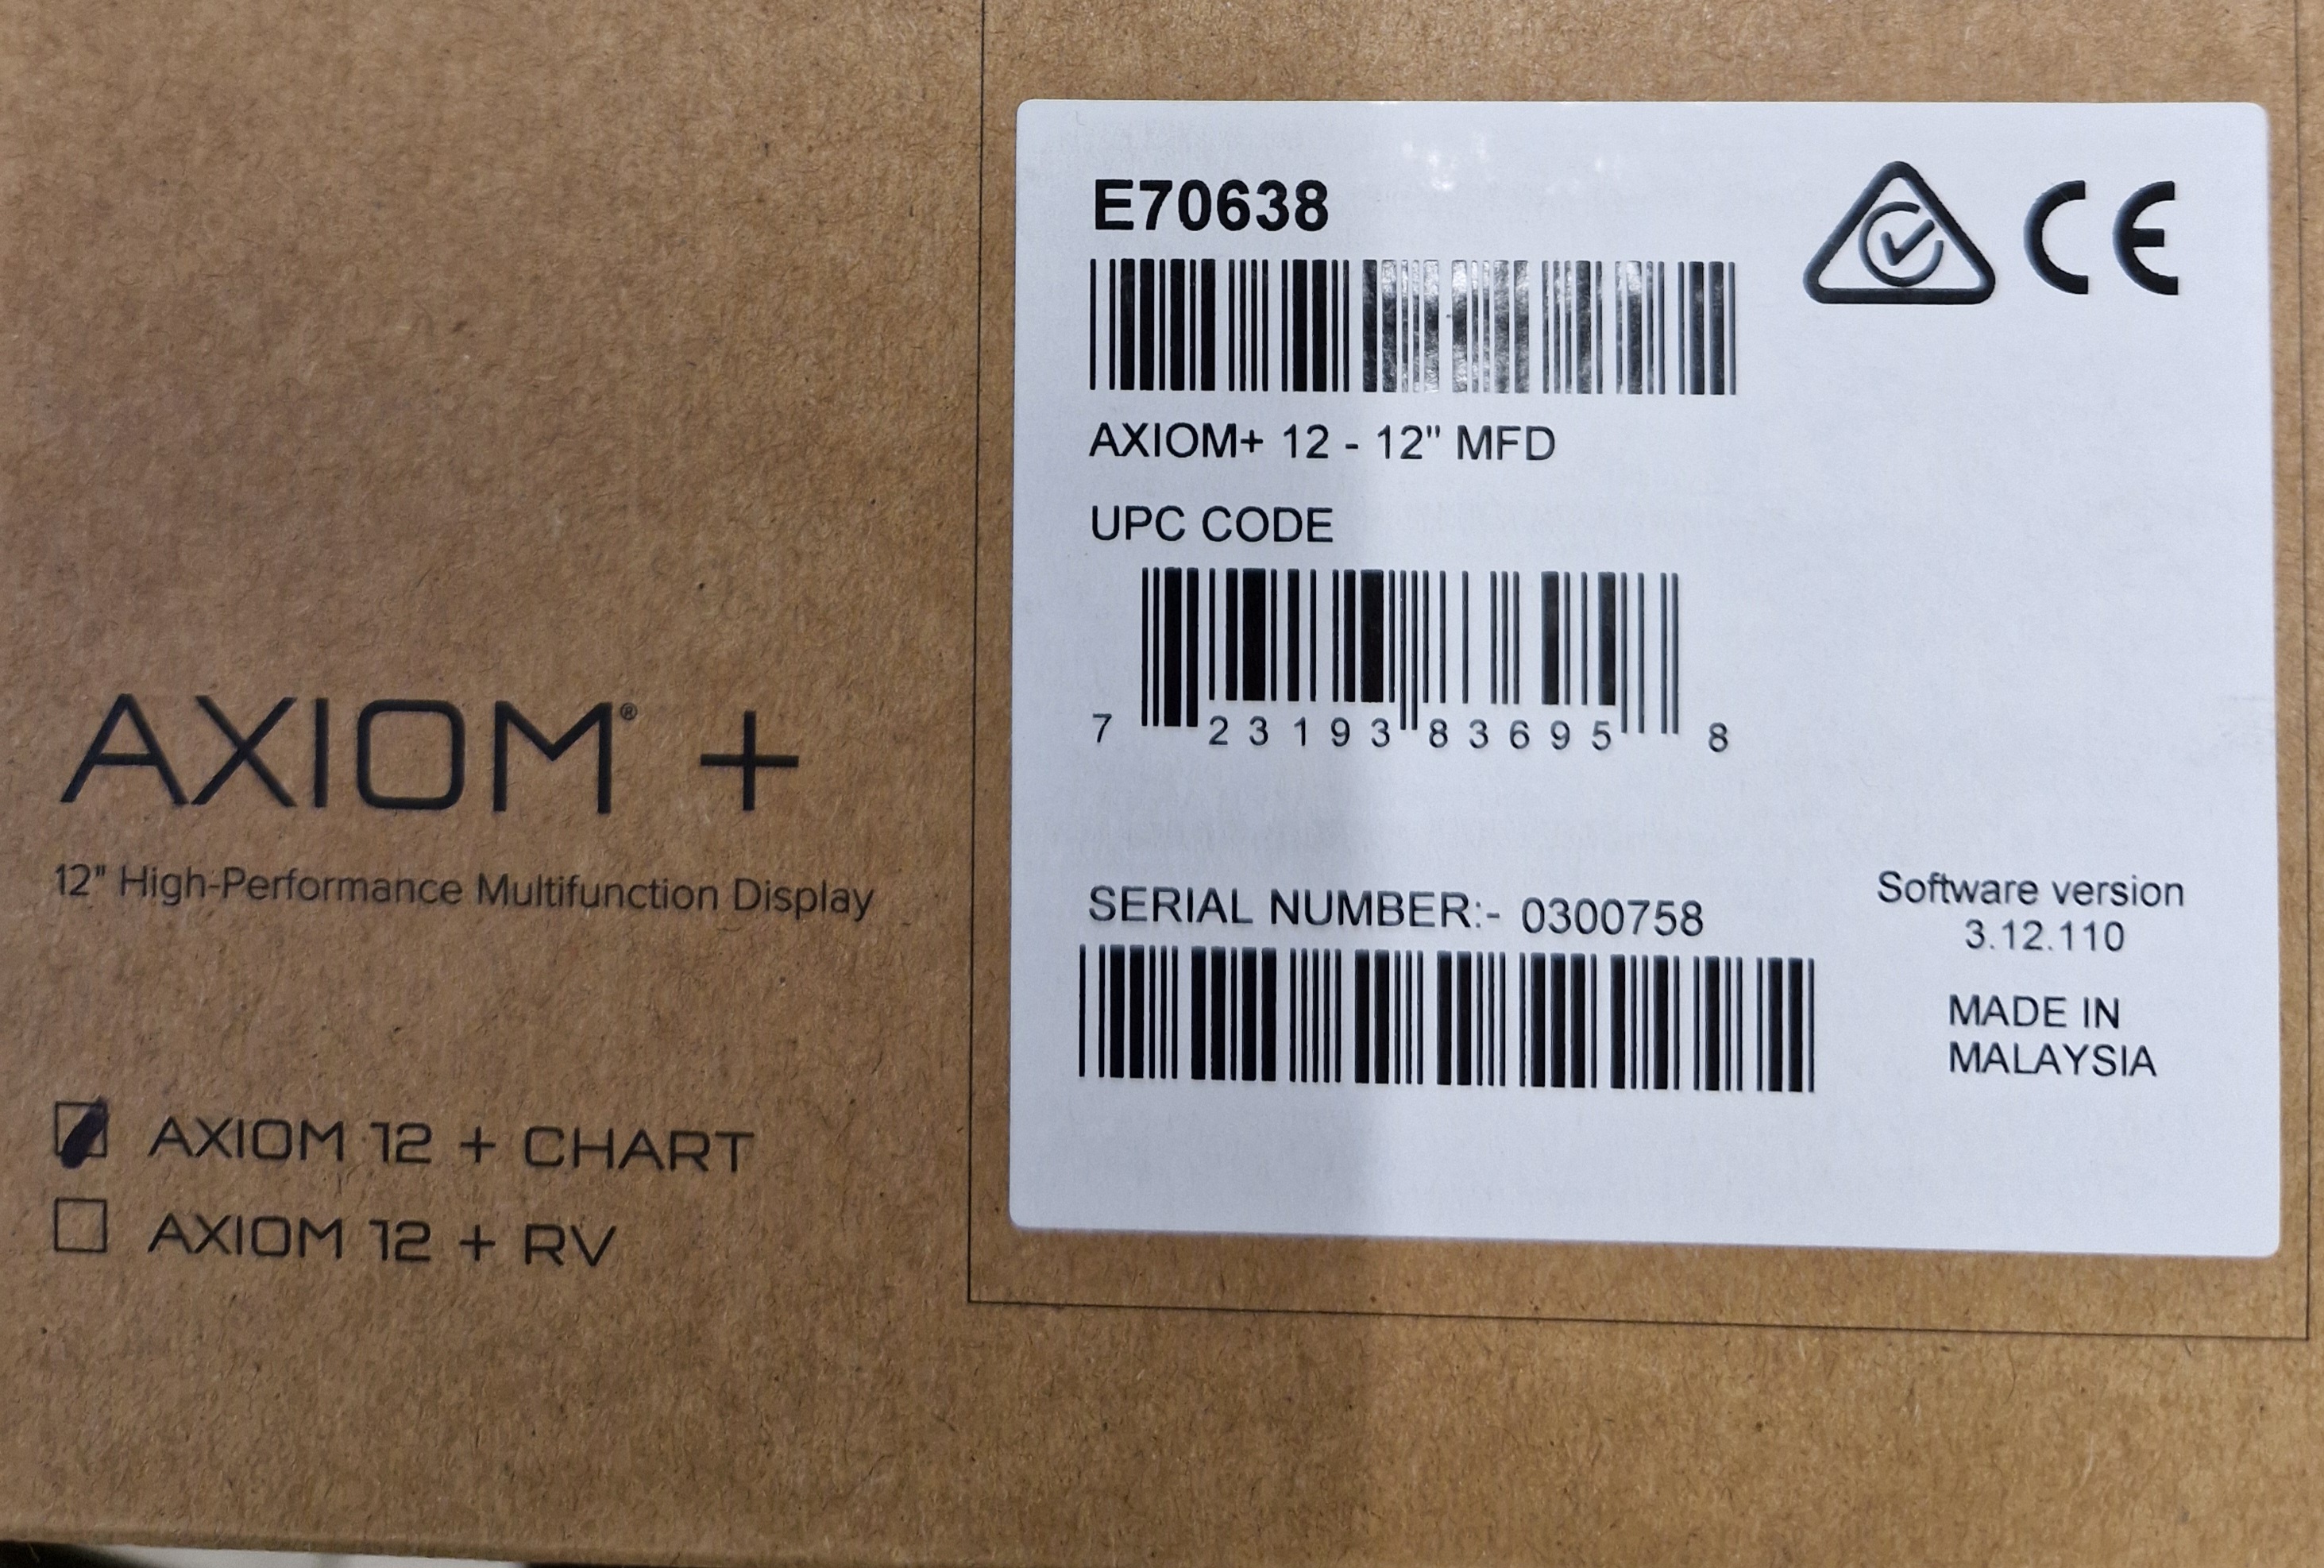 AXIOM® +
12" High-Performance Multifunction Display
AXIOM 12 + CHART
AXIOM 12 + RV
E70638
CE
AXIOM+ 12 - 12" MFD
UPC CODE
7 23193 83695 8
SERIAL NUMBER:- 0300758
Software version
3.12.110
MADE IN
MALAYSIA